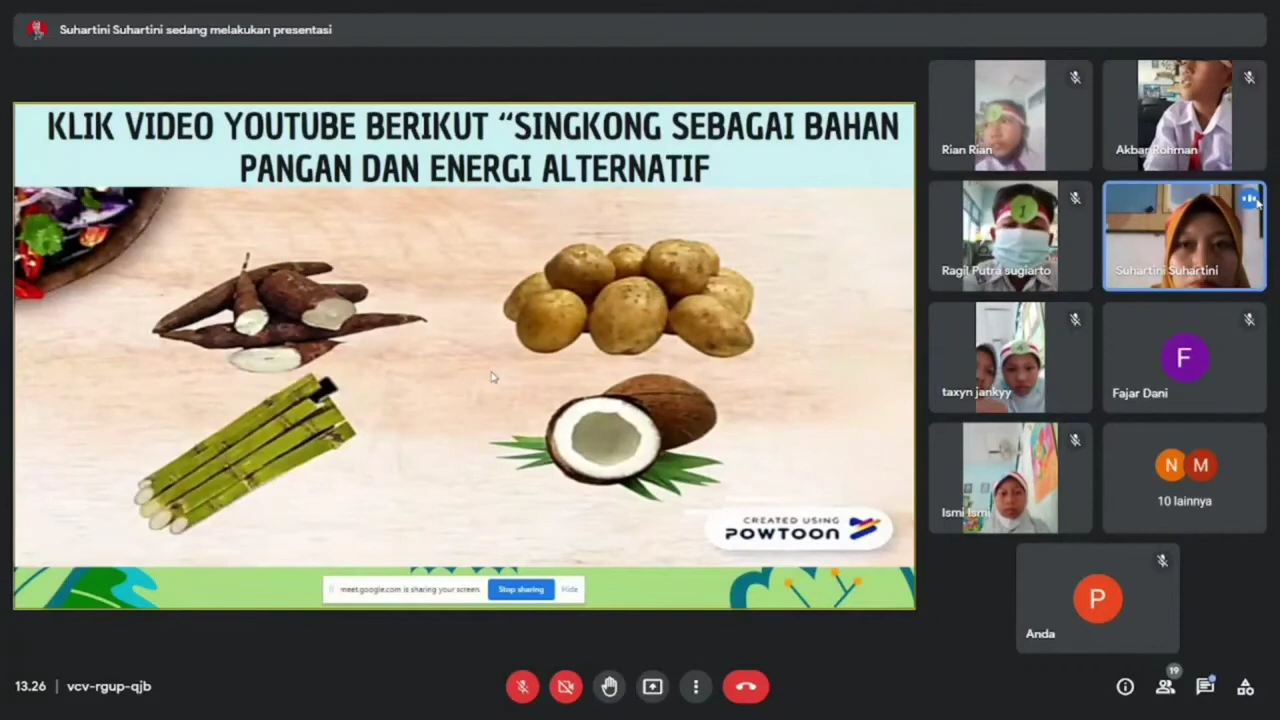 Suhartini Suhartini sedang melakukan presentasi
KLIK VIDEO YOUTUBE BERIKUT “SINGKONG SEBAGAI BAHAN
PANGAN DAN ENERGI ALTERNATIF
CREATED USING
POWTOON
meet.google.com is sharing your screen.
Stop sharing
Hide
Rian Rian
Akbar Rohman
1
Ragil Putra sugiarto
Suhartini Suhartini
taxyn jankyy
F
Fajar Dani
Ismi Ismi
N M
10 lainnya
P
Anda
13.26 | vcv-rgup-qjb
19